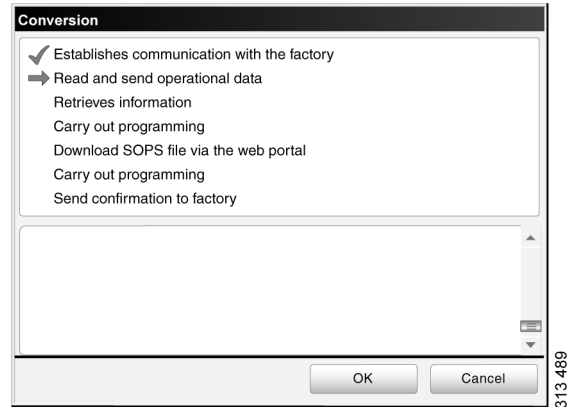 Conversion
Establishes communication with the factory
Read and send operational data
Retrieves information
Carry out programming
Download SOPS file via the web portal
Carry out programming
Send confirmation to factory
OK
Cancel
313 489